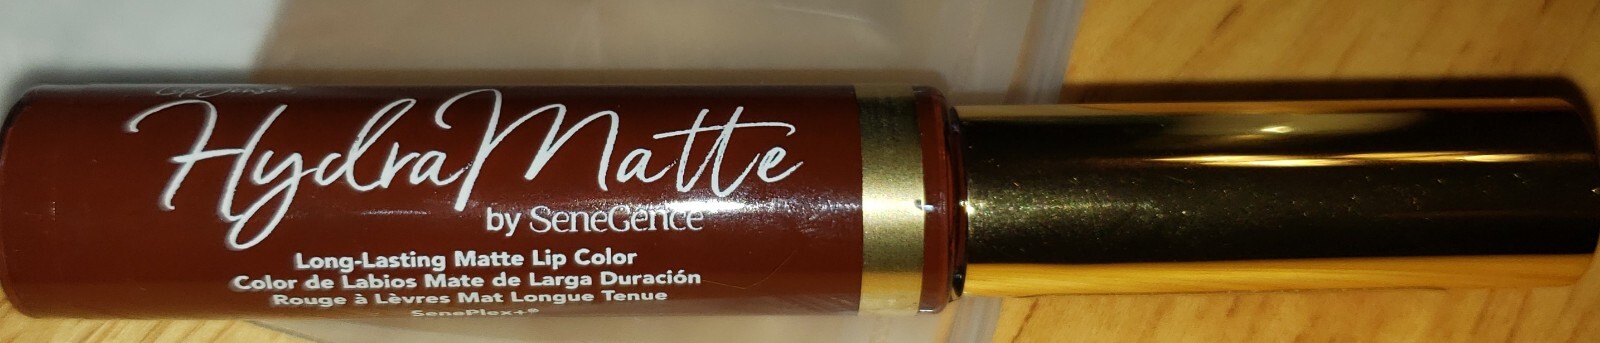 LipSense
HydraMatte
by SeneGence
Long-Lasting Matte Lip Color
Color de Labios Mate de Larga Duración
Rouge à Lèvres Mat Longue Tenue
SenePlex+®